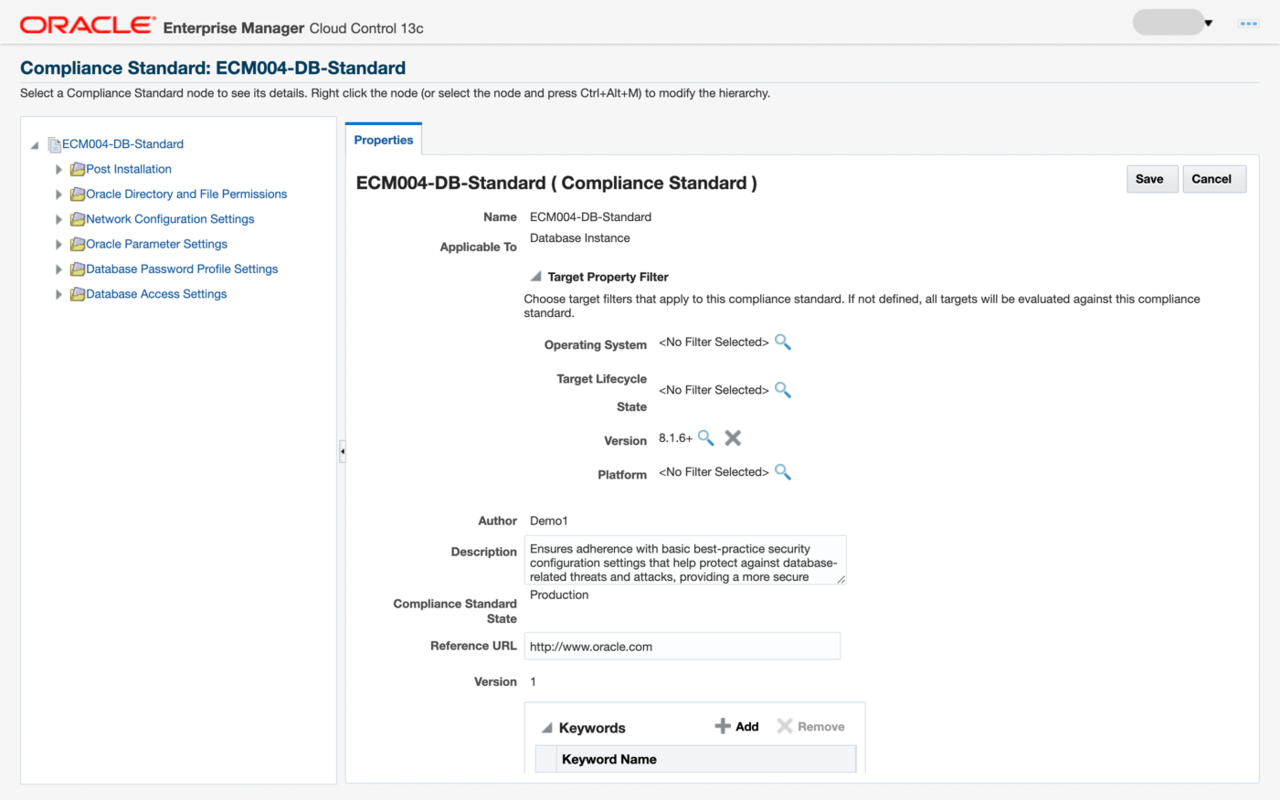 ORACLE Enterprise Manager Cloud Control 13c
Compliance Standard: ECM004-DB-Standard
Select a Compliance Standard node to see its details. Right click the node (or select the node and press Ctrl+Alt+M) to modify the hierarchy.
ECM004-DB-Standard
Post Installation
Oracle Directory and File Permissions
Network Configuration Settings
Oracle Parameter Settings
Database Password Profile Settings
Database Access Settings
Properties
ECM004-DB-Standard ( Compliance Standard )
Save
Cancel
Name ECM004-DB-Standard
Applicable To Database Instance
Target Property Filter
Choose target filters that apply to this compliance standard. If not defined, all targets will be evaluated against this compliance
standard.
Operating System <No Filter Selected>
Target Lifecycle
State <No Filter Selected>
Version 8.1.6+
Platform <No Filter Selected>
Author Demo1
Description Ensures adherence with basic best-practice security
configuration settings that help protect against database-
related threats and attacks, providing a more secure
Compliance Standard
State Production
Reference URL http://www.oracle.com
Version 1
Keywords Add Remove
Keyword Name